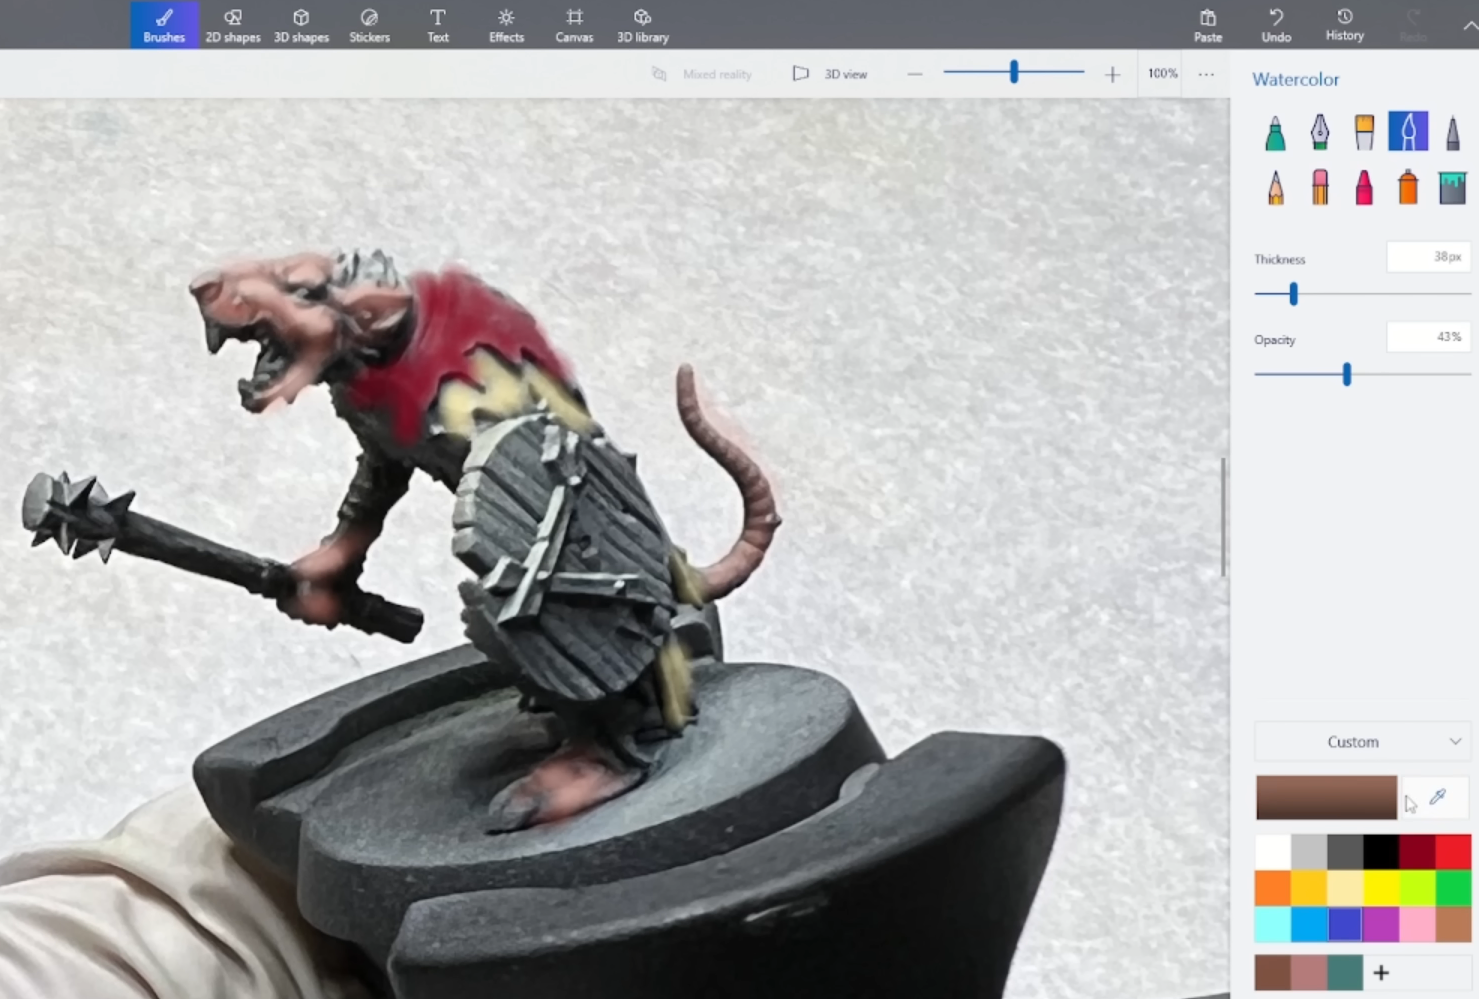 Brushes 2D shapes 3D shapes Stickers Text Effects Canvas 3D library Paste Undo History Redo
Mixed reality 3D view 100%
Watercolor
Thickness 38px
Opacity 43%
Custom